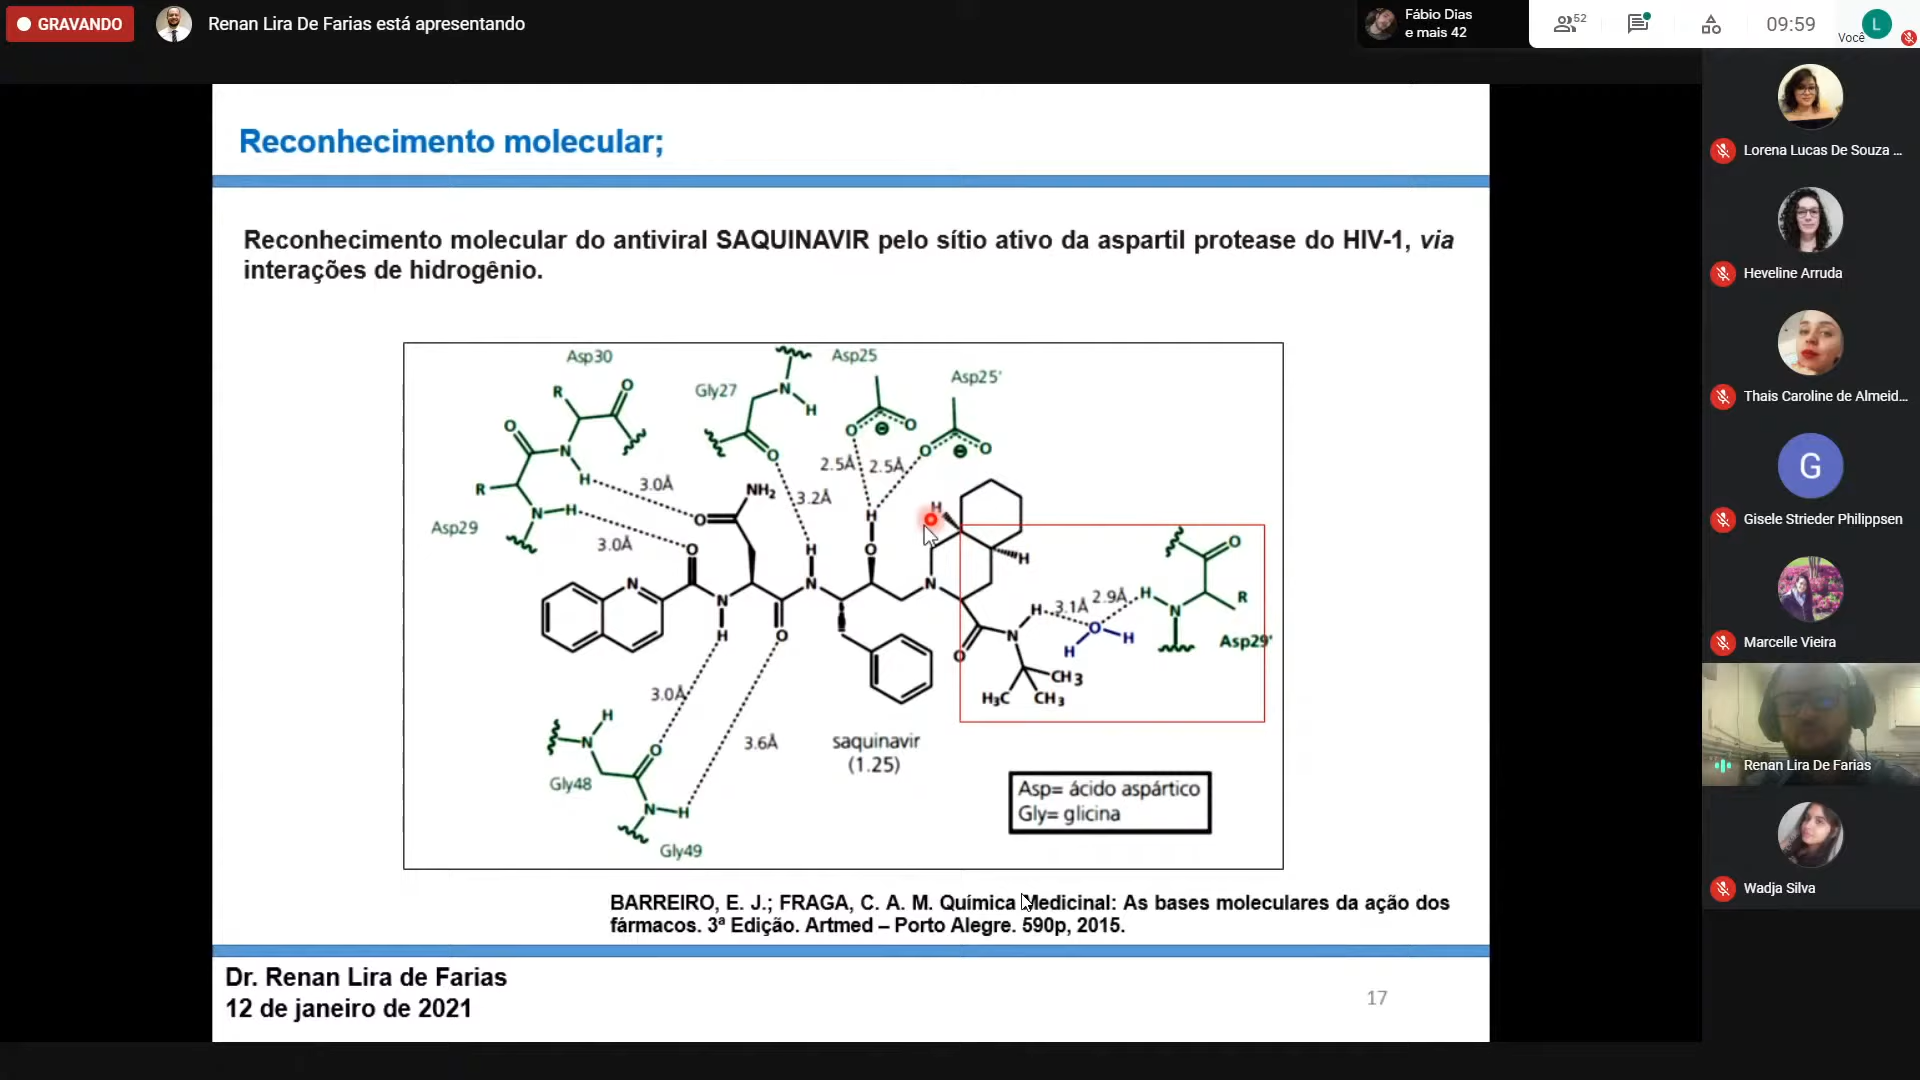 GRAVANDO
Renan Lira De Farias está apresentando
Fábio Dias
e mais 42
52
09:59
Você
L
Reconhecimento molecular;
Reconhecimento molecular do antiviral SAQUINAVIR pelo sítio ativo da aspartil protease do HIV-1, via
interações de hidrogênio.
Asp30
Gly27
Asp25
Asp25'
R
O
N
H
O
O
O
O
O
N
H
O
2.5Å
2.5Å
R
O
H
3.0Å
NH₂
3.2Å
Asp29
N
H
O
H
H
3.0Å
O
H
O
H
O
N
N
N
N
H
3.1Å
2.9Å
H
N
R
H
O
N
O
H
H
Asp29'
H
O
O
CH₃
H₃C
CH₃
3.0Å
H
N
O
3.6Å
saquinavir
(1.25)
Gly48
N
H
Gly49
Asp= ácido aspártico
Gly= glicina
BARREIRO, E. J.; FRAGA, C. A. M. Química Medicinal: As bases moleculares da ação dos
fármacos. 3ª Edição. Artmed – Porto Alegre. 590p, 2015.
Dr. Renan Lira de Farias
12 de janeiro de 2021
17
Lorena Lucas De Souza ...
Heveline Arruda
Thais Caroline de Almeid...
G
Gisele Strieder Philippsen
Marcelle Vieira
Renan Lira De Farias
Wadja Silva